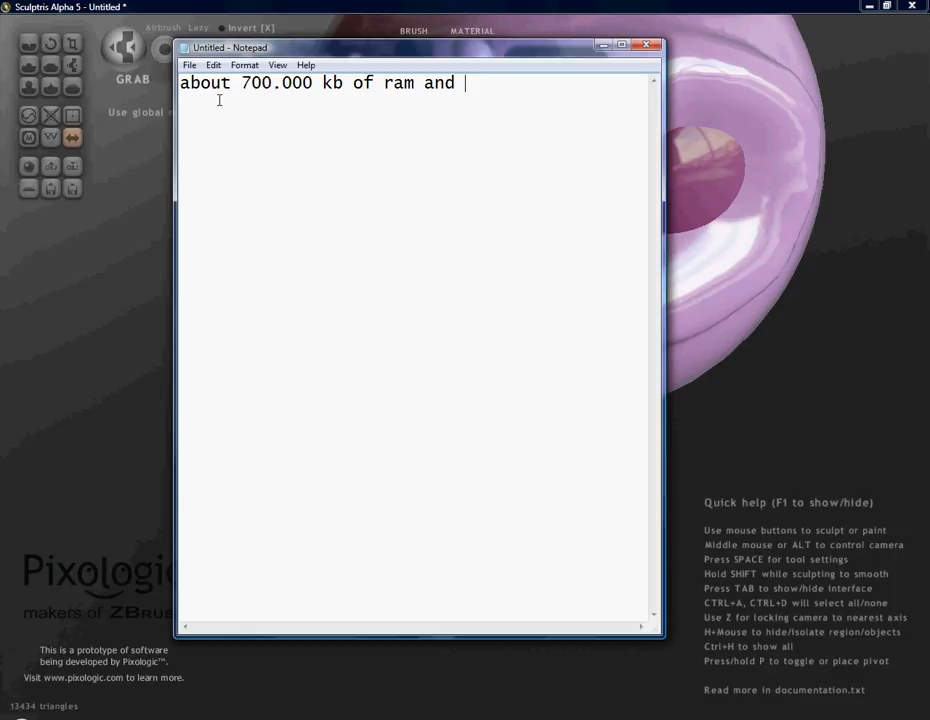 Sculptris Alpha 5 - Untitled *
Airbrush Lazy Invert [X]
BRUSH MATERIAL
GRAB
Use global
Untitled - Notepad
File Edit Format View Help
about 700.000 kb of ram and
Quick help (F1 to show/hide)
Use mouse buttons to sculpt or paint
Middle mouse or ALT to control camera
Press SPACE for tool settings
Hold SHIFT while sculpting to smooth
Press TAB to show/hide interface
CTRL+A, CTRL+D will select all/none
Use Z for locking camera to nearest axis
H+Mouse to hide/isolate region/objects
Ctrl+H to show all
Press/hold P to toggle or place pivot
Read more in documentation.txt
Pixologic
makers of ZBRUS
This is a prototype of software
being developed by Pixologic™.
Visit www.pixologic.com to learn more.
13434 triangles